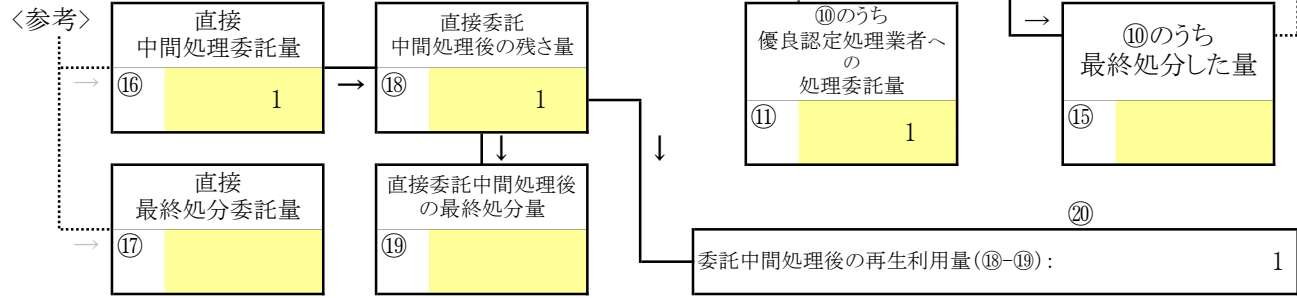 〈参考〉
直接
中間処理委託量
⑯
1
→
→
直接委託
中間処理後の残さ量
⑱
1
⑩のうち
優良認定処理業者へ
の
処理委託量
⑪
1
→
⑩のうち
最終処分した量
⑮
↓
↓
直接
最終処分委託量
→
⑰
直接委託中間処理後
の最終処分量
⑲
⑳
委託中間処理後の再生利用量(⑱-⑲):
1